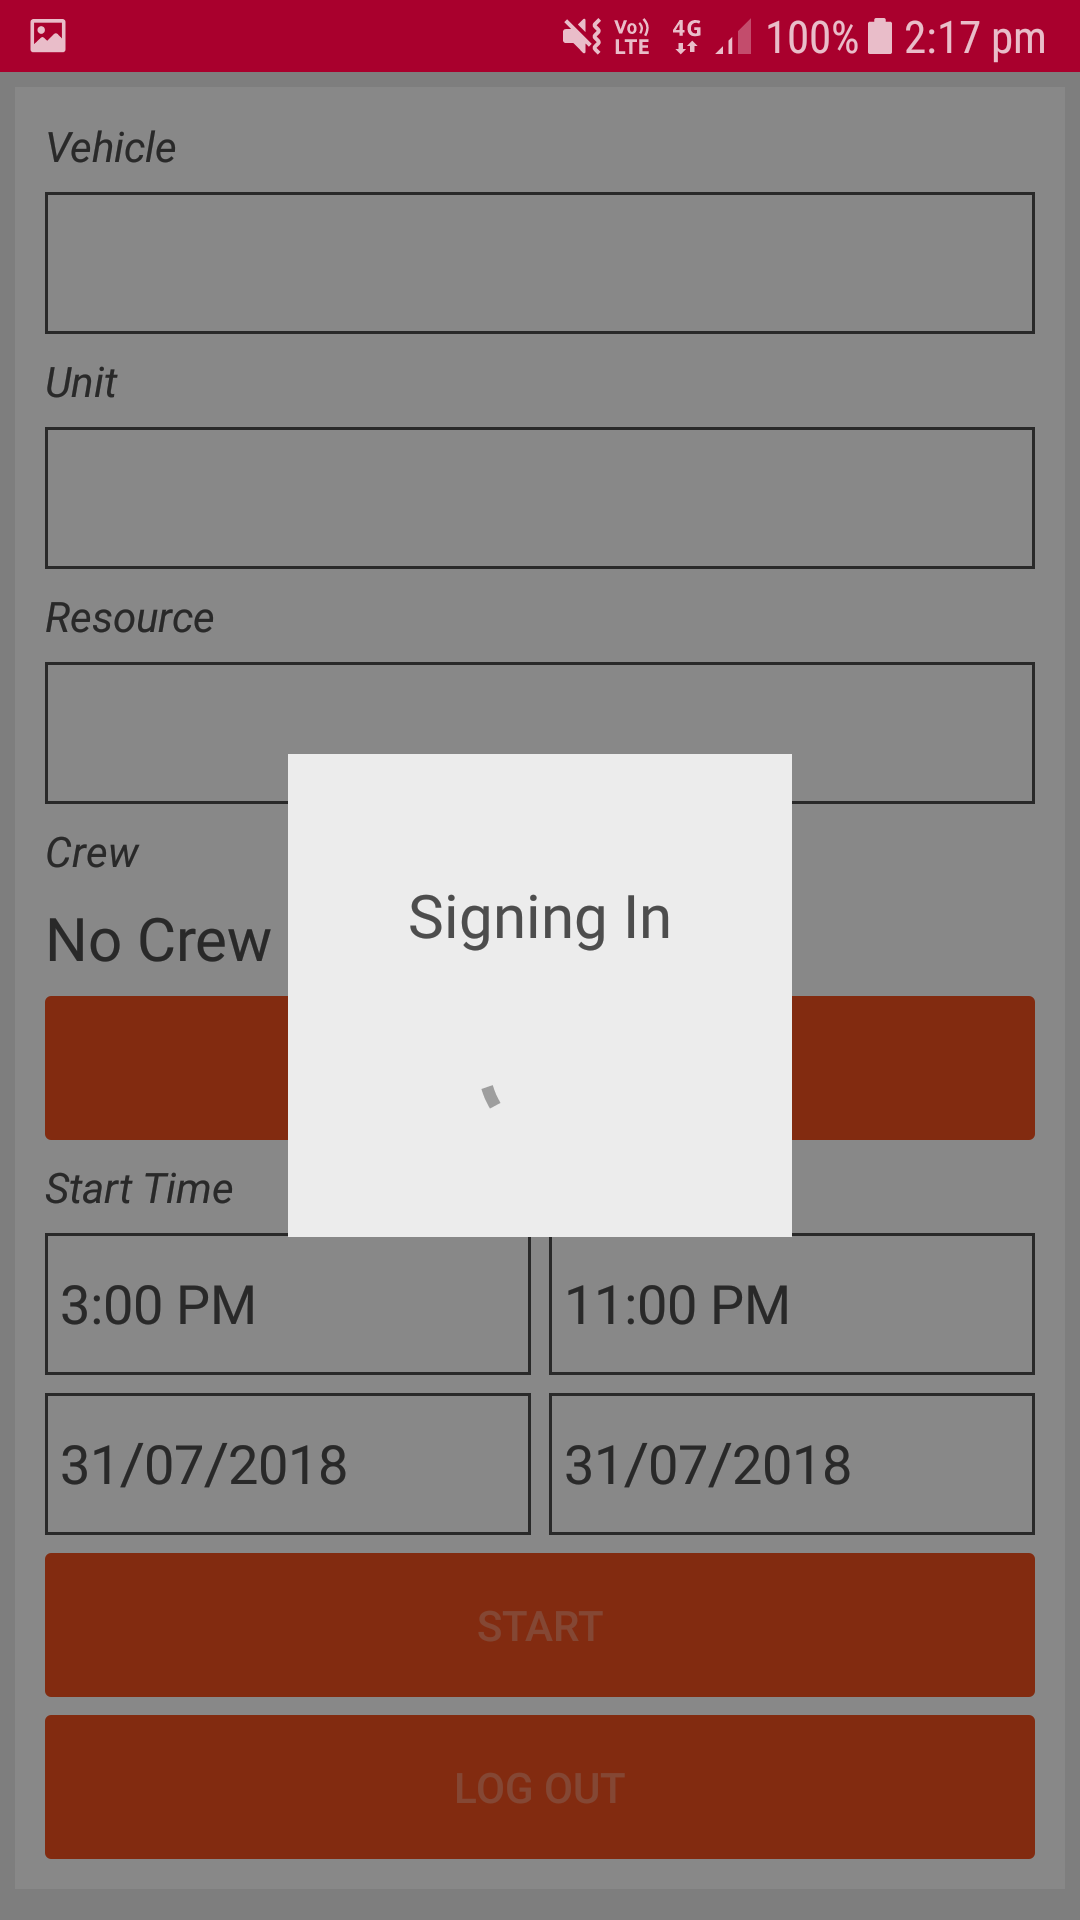 Vo)) LTE 4G 100% 2:17 pm
Vehicle
Unit
Resource
Crew
No Crew
Signing In
Start Time
3:00 PM 11:00 PM
31/07/2018 31/07/2018
START
LOG OUT